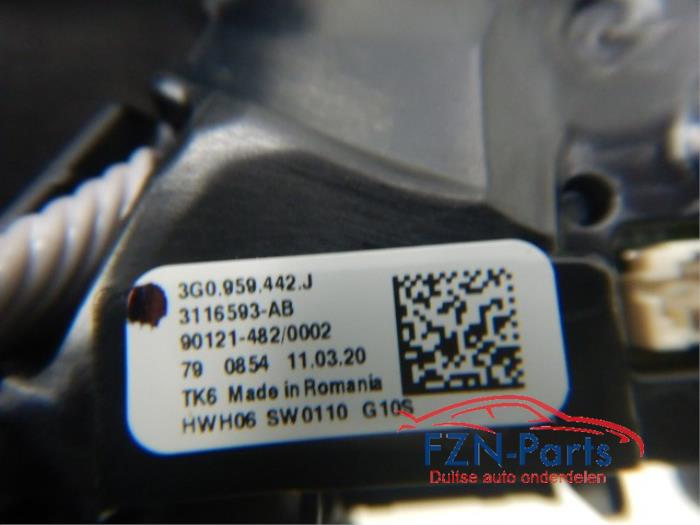 3G0.959.442.J
3116593-AB
90121-482/0002
79 0854 11.03.20
TK6 Made in Romania
HWH06 SW0110 G10S
FZN-Parts
Duitse auto onderdelen